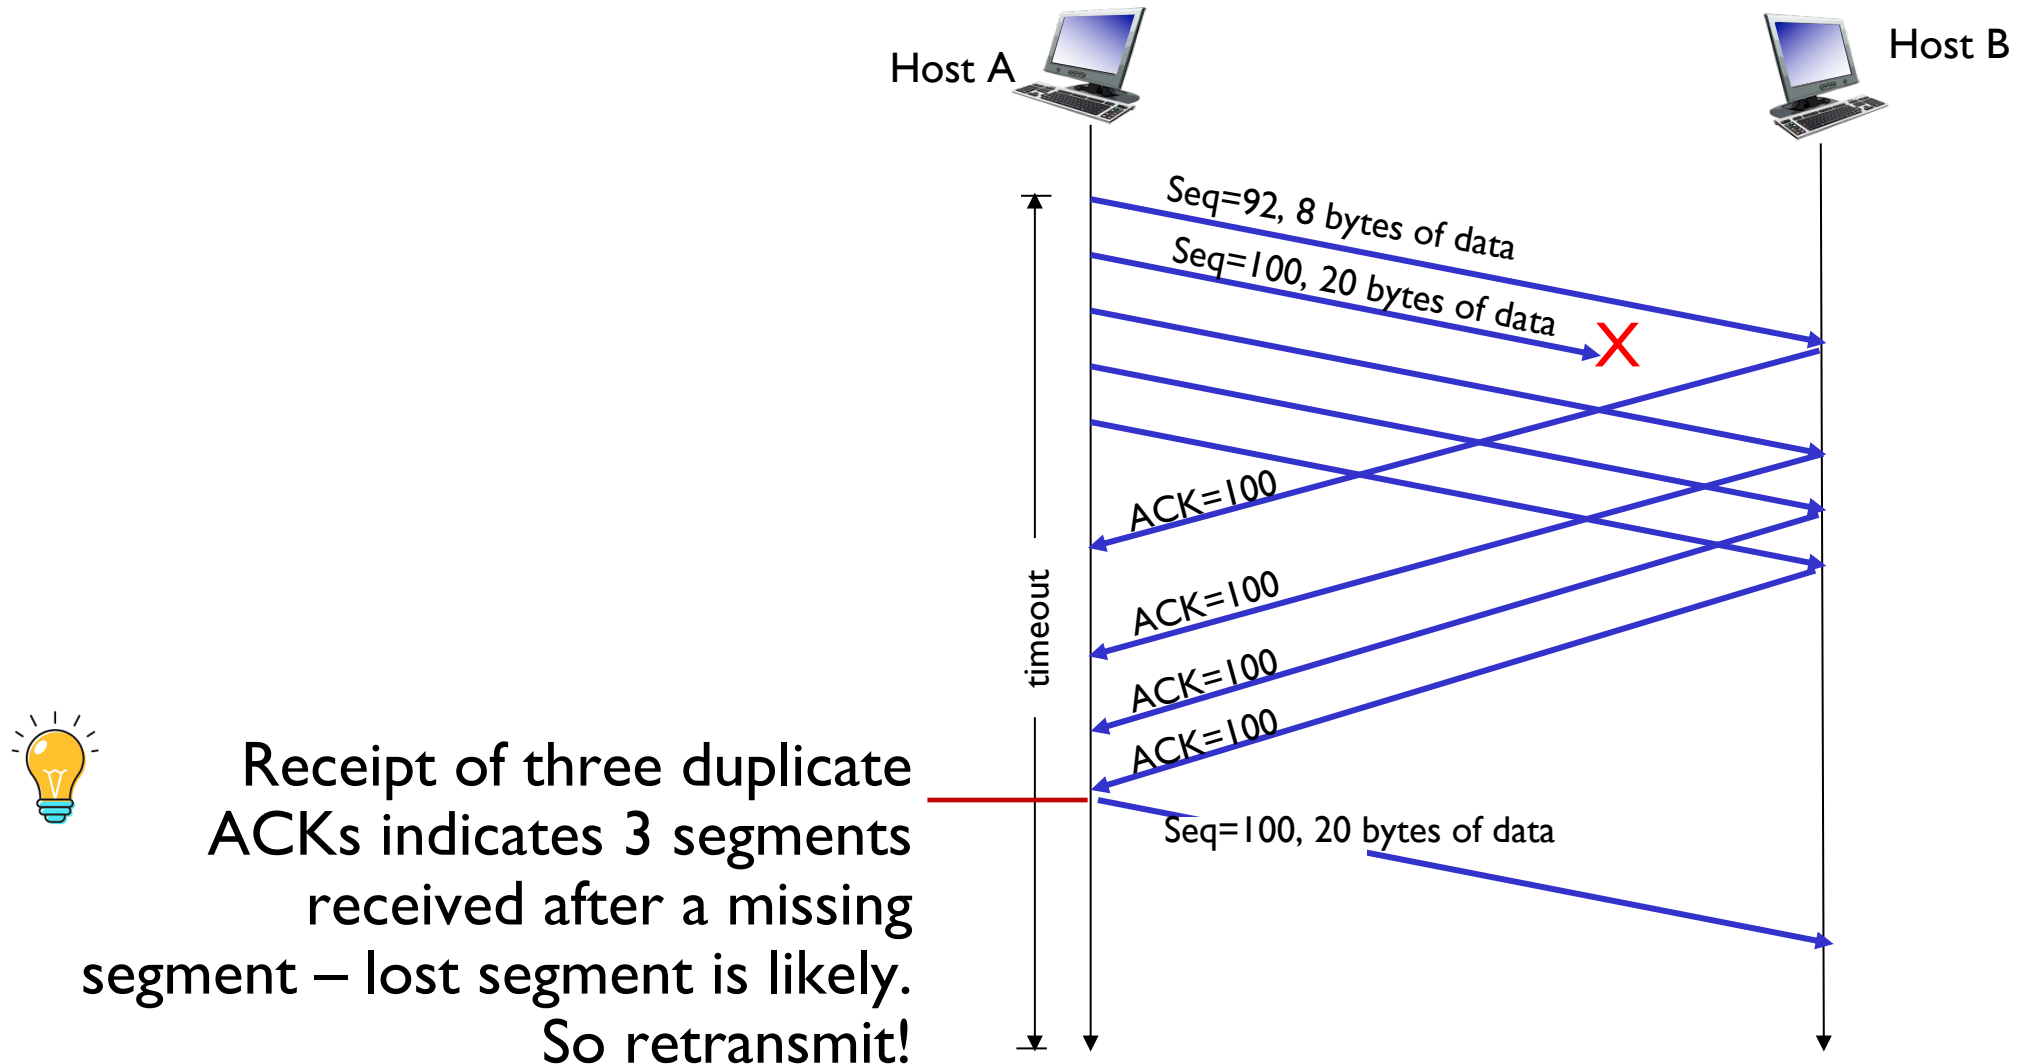 Host A
Host B
Seq=92, 8 bytes of data
Seq=100, 20 bytes of data
X
ACK=100
timeout
ACK=100
ACK=100
ACK=100
Receipt of three duplicate
ACKs indicates 3 segments
received after a missing
segment – lost segment is likely.
So retransmit!
Seq=100, 20 bytes of data